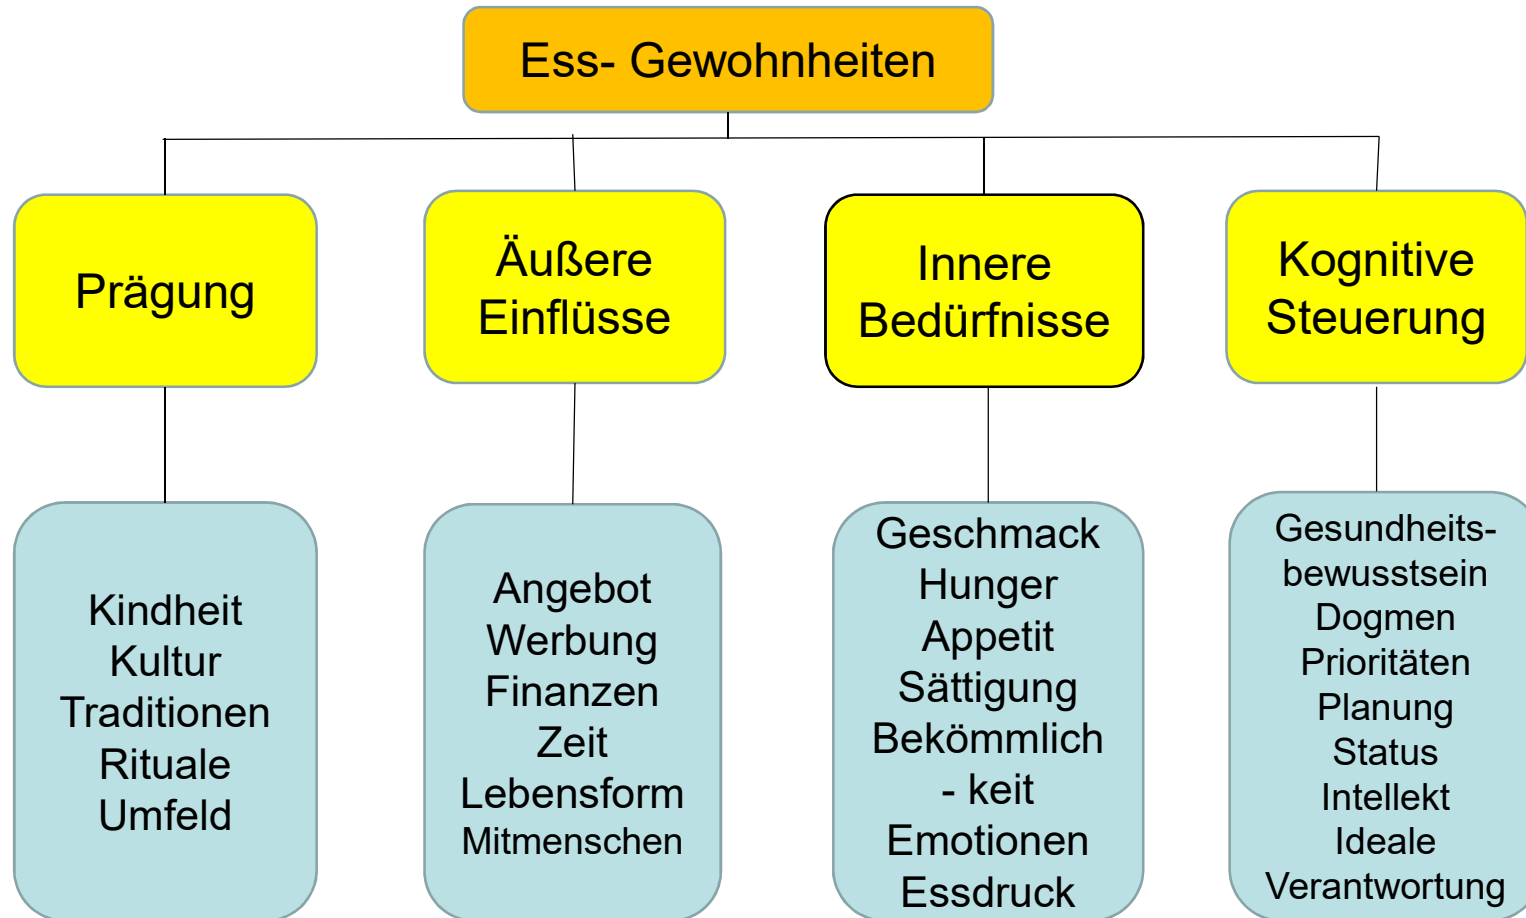 Ess- Gewohnheiten
Prägung
Äußere
Einflüsse
Innere
Bedürfnisse
Kognitive
Steuerung
Kindheit
Kultur
Traditionen
Rituale
Umfeld
Angebot
Werbung
Finanzen
Zeit
Lebensform
Mitmenschen
Geschmack
Hunger
Appetit
Sättigung
Bekömmlich
- keit
Emotionen
Essdruck
Gesundheits-
bewusstsein
Dogmen
Prioritäten
Planung
Status
Intellekt
Ideale
Verantwortung